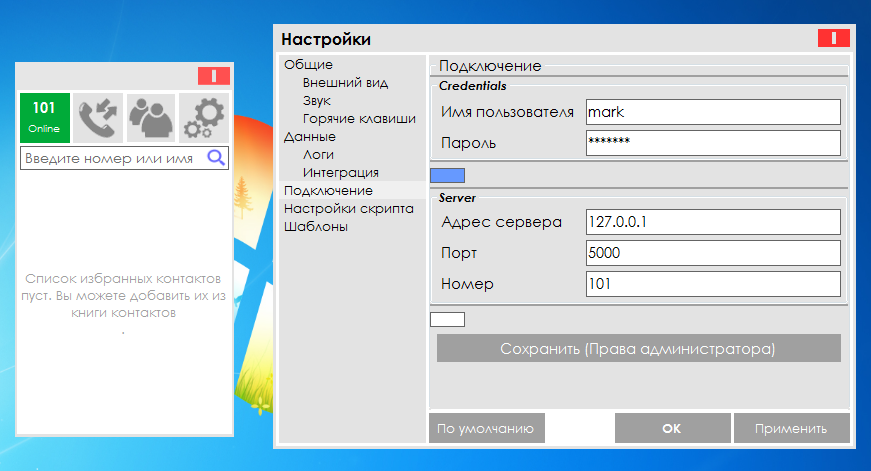 101
Online
Введите номер или имя
Список избранных контактов
пуст. Вы можете добавить их из
книги контактов
.
Настройки
Общие
Внешний вид
Звук
Горячие клавиши
Данные
Логи
Интеграция
Подключение
Настройки скрипта
Шаблоны
Подключение
Credentials
Имя пользователя mark
Пароль *******
Server
Адрес сервера 127.0.0.1
Порт 5000
Номер 101
Сохранить (Права администратора)
По умолчанию ОК Применить